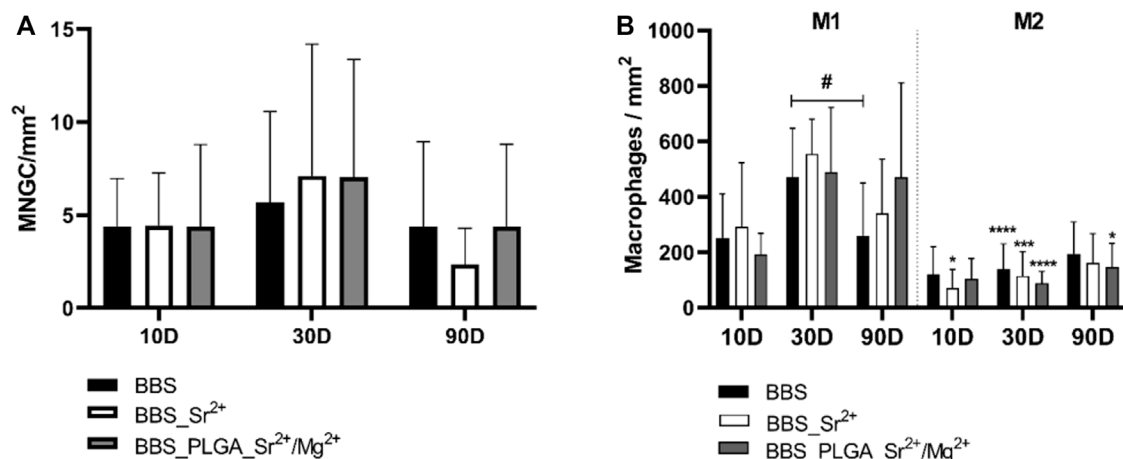 A
MNGC/mm²
15
10
5
0
10D 30D 90D
BBS
BBS_Sr²⁺
BBS_PLGA_Sr²⁺/Mg²⁺
B
M1 M2
Macrophages / mm²
1000
800
600
400
200
0
#
* **** *** **** *
10D 30D 90D 10D 30D 90D
BBS
BBS_Sr²⁺
BBS_PLGA_Sr²⁺/Mg²⁺